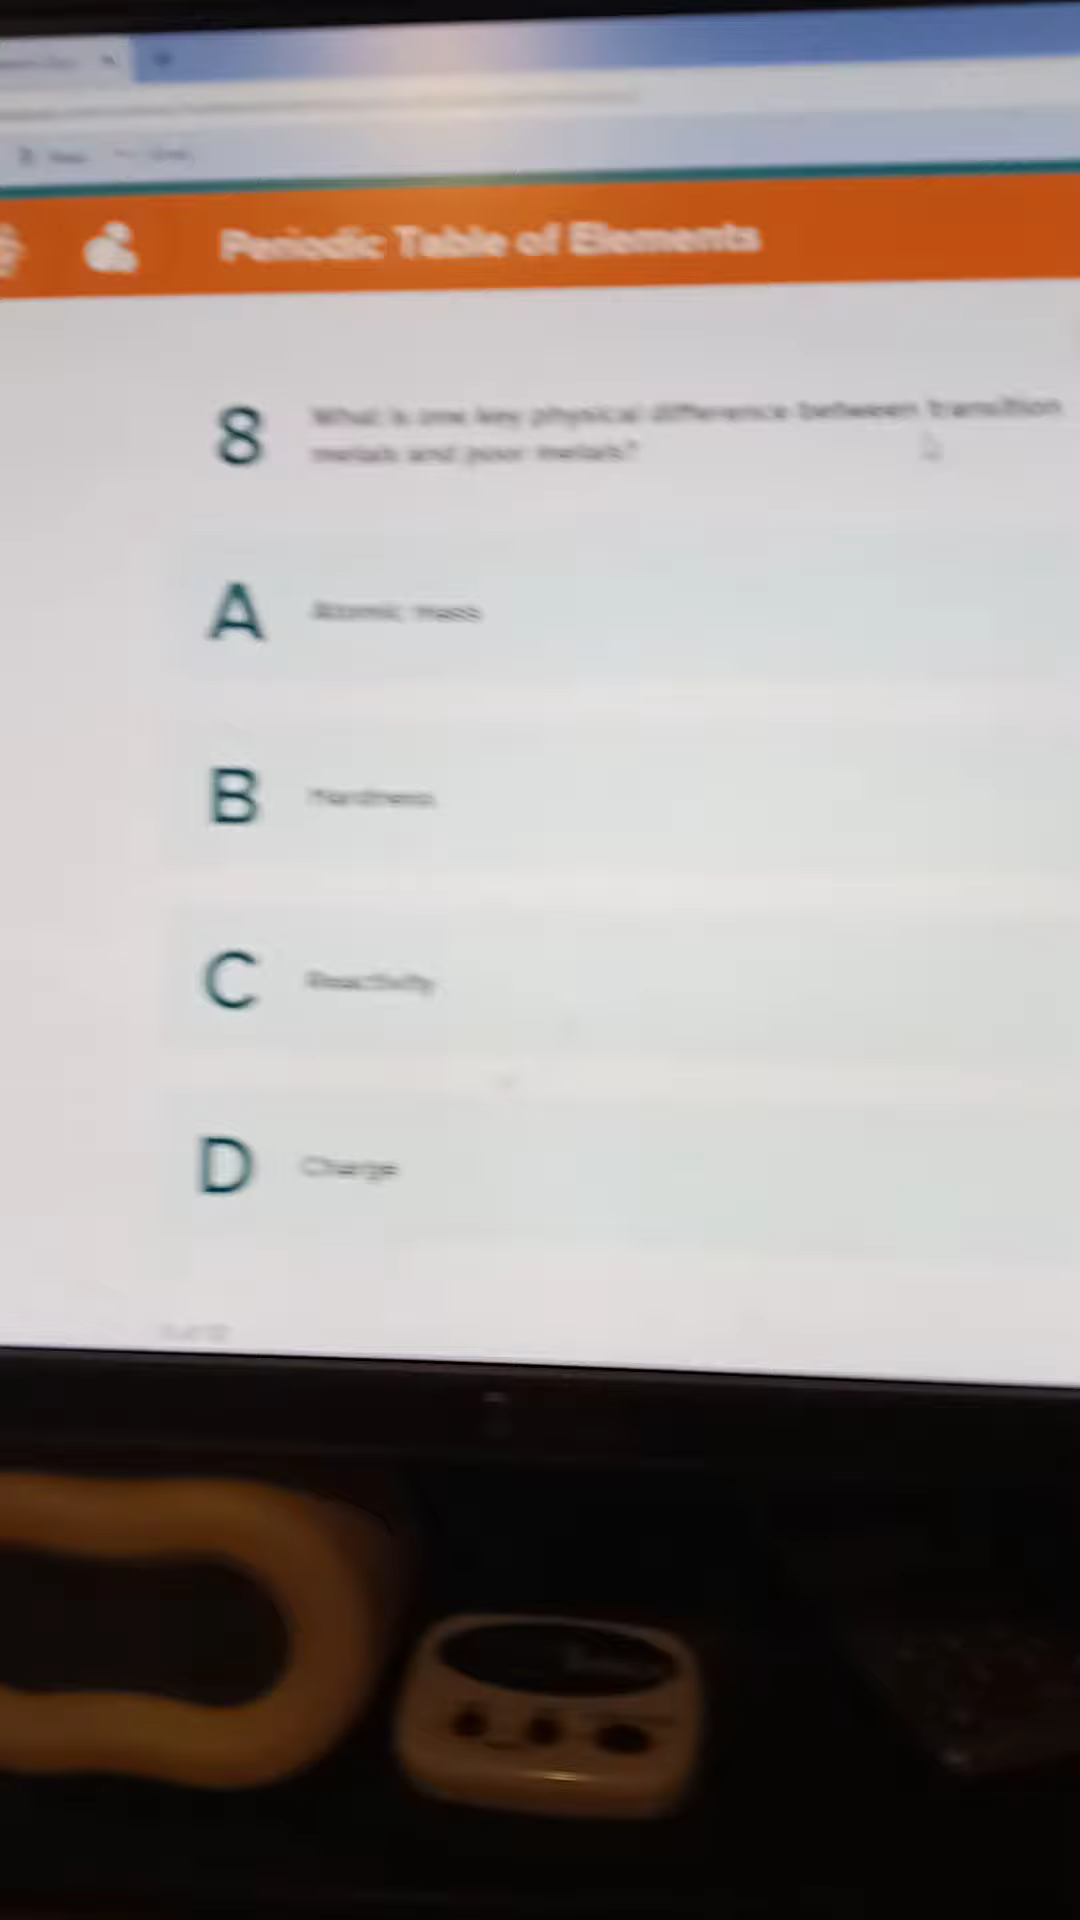 Periodic Table of Elements
8
What is one key physical difference between transition
metals and poor metals?
A
Atomic mass
B
Hardness
C
Reactivity
D
Charge